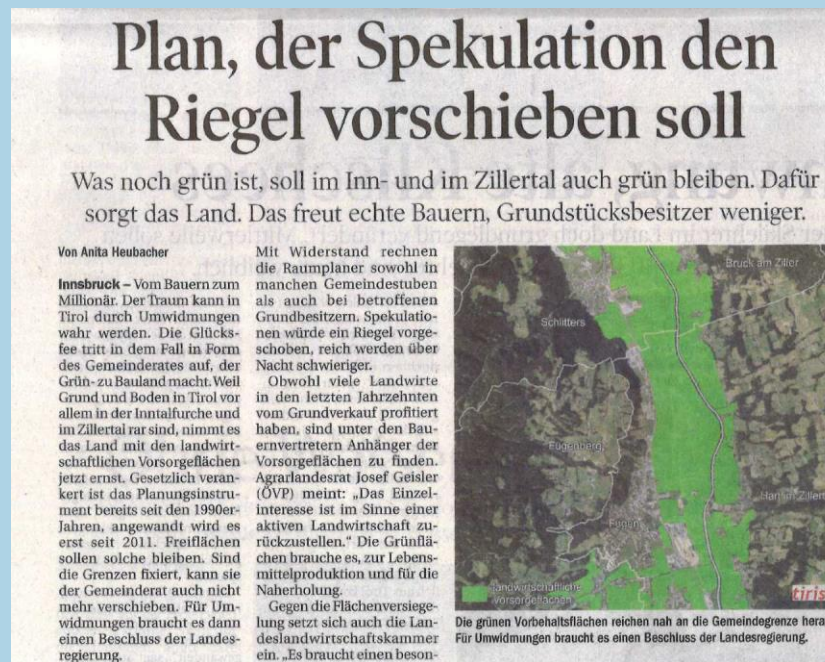 Plan, der Spekulation den
Riegel vorschieben soll
Was noch grün ist, soll im Inn- und im Zillertal auch grün bleiben. Dafür
sorgt das Land. Das freut echte Bauern, Grundstücksbesitzer weniger.
Von Anita Heubacher
Innsbruck – Vom Bauern zum
Millionär. Der Traum kann in
Tirol durch Umwidmungen
wahr werden. Die Glücks-
fee tritt in dem Fall in Form
des Gemeinderates auf, der
Grün- zu Bauland macht. Weil
Grund und Boden in Tirol vor
allem in der Inntalfurche und
im Zillertal rar sind, nimmt es
das Land mit den landwirt-
schaftlichen Vorsorgeflächen
jetzt ernst. Gesetzlich veran-
kert ist das Planungsinstru-
ment bereits seit den 1990er-
Jahren, angewandt wird es
erst seit 2011. Freiflächen
sollen solche bleiben. Sind
die Grenzen fixiert, kann sie
der Gemeinderat auch nicht
mehr verschieben. Für Um-
widmungen braucht es dann
einen Beschluss der Landes-
regierung.
Mit Widerstand rechnen
die Raumplaner sowohl in
manchen Gemeindestuben
als auch bei betroffenen
Grundbesitzern. Spekulatio-
nen würde ein Riegel vorge-
schoben, reich werden über
Nacht schwieriger.
Obwohl viele Landwirte
in den letzten Jahrzehnten
vom Grundverkauf profitiert
haben, sind unter den Bau-
ernvertretern Anhänger der
Vorsorgeflächen zu finden.
Agrarlandesrat Josef Geisler
(ÖVP) meint: „Das Einzel-
interesse ist im Sinne einer
aktiven Landwirtschaft zu-
rückzustellen.“ Die Grünflä-
chen brauche es, zur Lebens-
mittelproduktion und für die
Naherholung.
Gegen die Flächenversiege-
lung setzt sich auch die Lan-
deslandwirtschaftskammer
ein. „Es braucht einen beson-
Bruck am Ziller
Schlitters
Fügenberg
Fügen
Hart im Ziller
landwirtschaftliche
Vorsorgeflächen
tiris
Die grünen Vorbehaltsflächen reichen nah an die Gemeindegrenze hera
Für Umwidmungen braucht es einen Beschluss der Landesregierung.